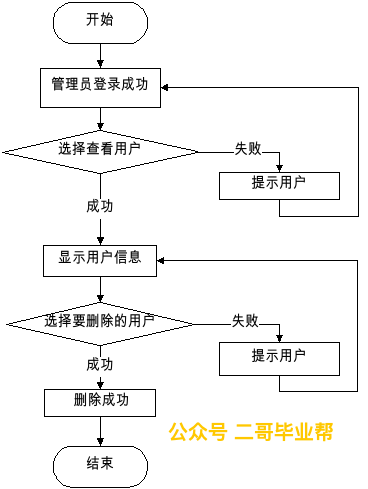 开始
管理员登录成功
选择查看用户
失败
提示用户
成功
显示用户信息
选择要删除的用户
失败
提示用户
成功
删除成功
公众号 二哥毕业帮
结束